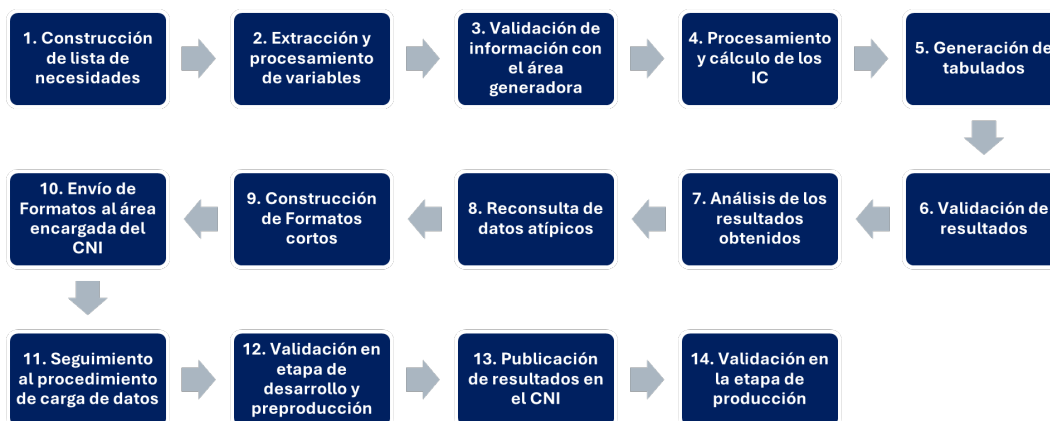 1. Construcción
de lista de
necesidades
2. Extracción y
procesamiento
de variables
3. Validación de
información con
el área
generadora
4. Procesamiento
y cálculo de los
IC
5. Generación de
tabulados
6. Validación de
resultados
7. Análisis de los
resultados
obtenidos
8. Reconsulta de
datos atípicos
9. Construcción
de Formatos
cortos
10. Envío de
Formatos al área
encargada del
CNI
11. Seguimiento
al procedimiento
de carga de datos
12. Validación en
etapa de
desarrollo y
preproducción
13. Publicación
de resultados en
el CNI
14. Validación en
la etapa de
producción